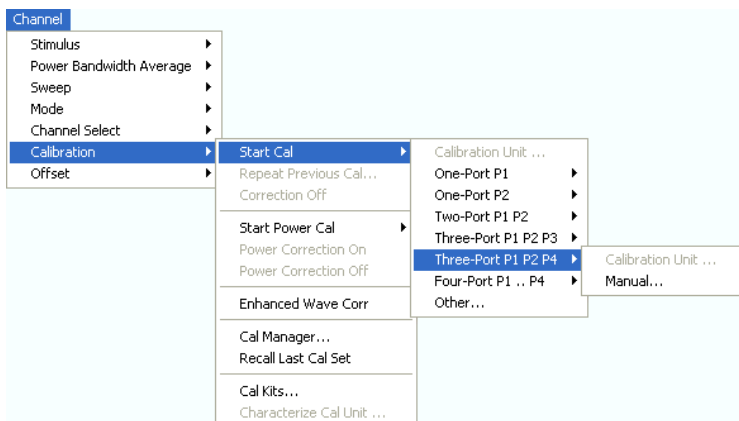 Channel
Stimulus
Power Bandwidth Average
Sweep
Mode
Channel Select
Calibration
Offset
Start Cal
Repeat Previous Cal...
Correction Off
Start Power Cal
Power Correction On
Power Correction Off
Enhanced Wave Corr
Cal Manager...
Recall Last Cal Set
Cal Kits...
Characterize Cal Unit ...
Calibration Unit ...
One-Port P1
One-Port P2
Two-Port P1 P2
Three-Port P1 P2 P3
Three-Port P1 P2 P4
Four-Port P1 .. P4
Other...
Calibration Unit ...
Manual...